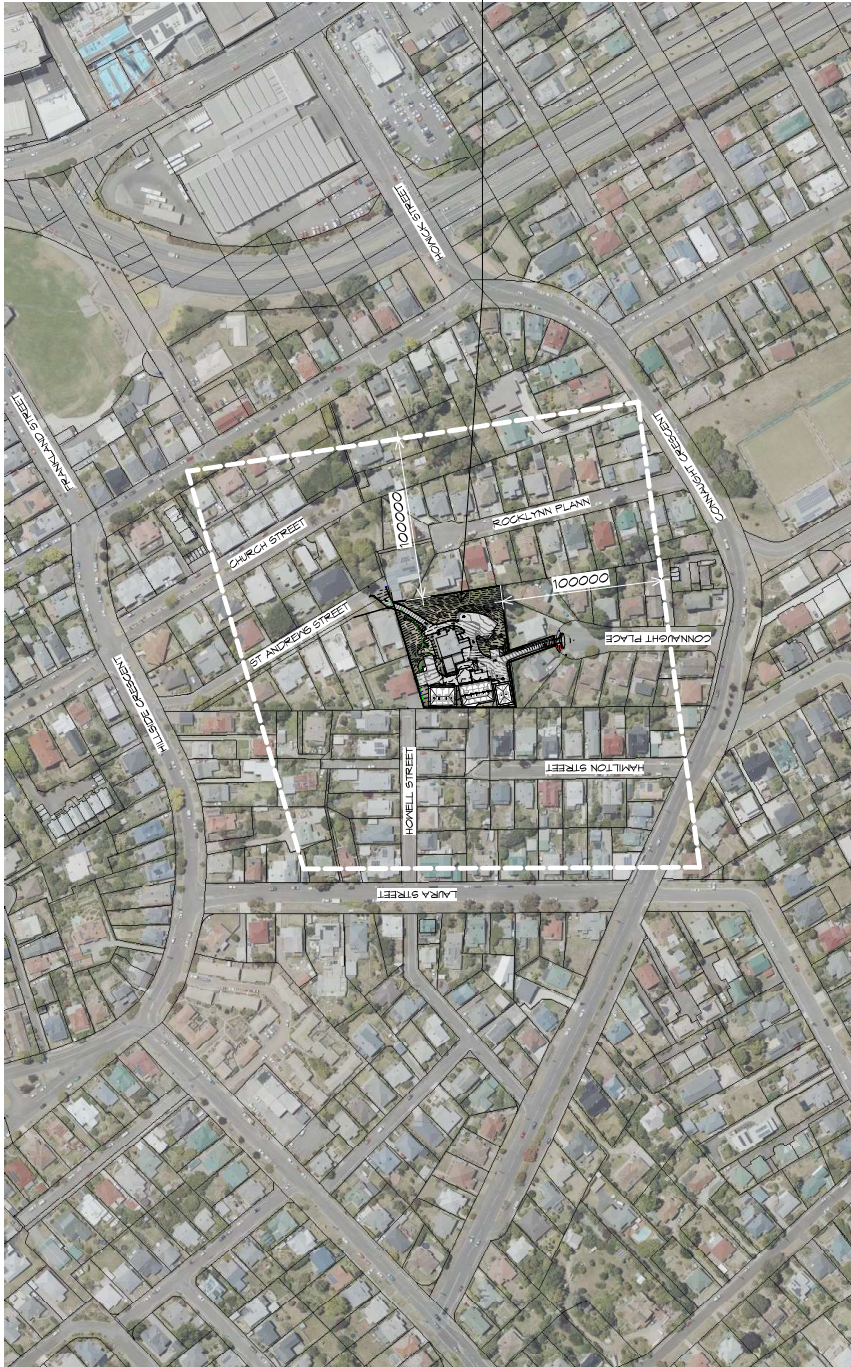 HOWICK STREET
FRANKLAND STREET
CONNAUGHT CRESCENT
100000
ROCKLYNN PLANN
CHURCH STREET
100000
ST ANDREWS STREET
CONNAUGHT PLACE
HILLSIDE CRESCENT
HOWELL STREET
HAMILTON STREET
LAURA STREET